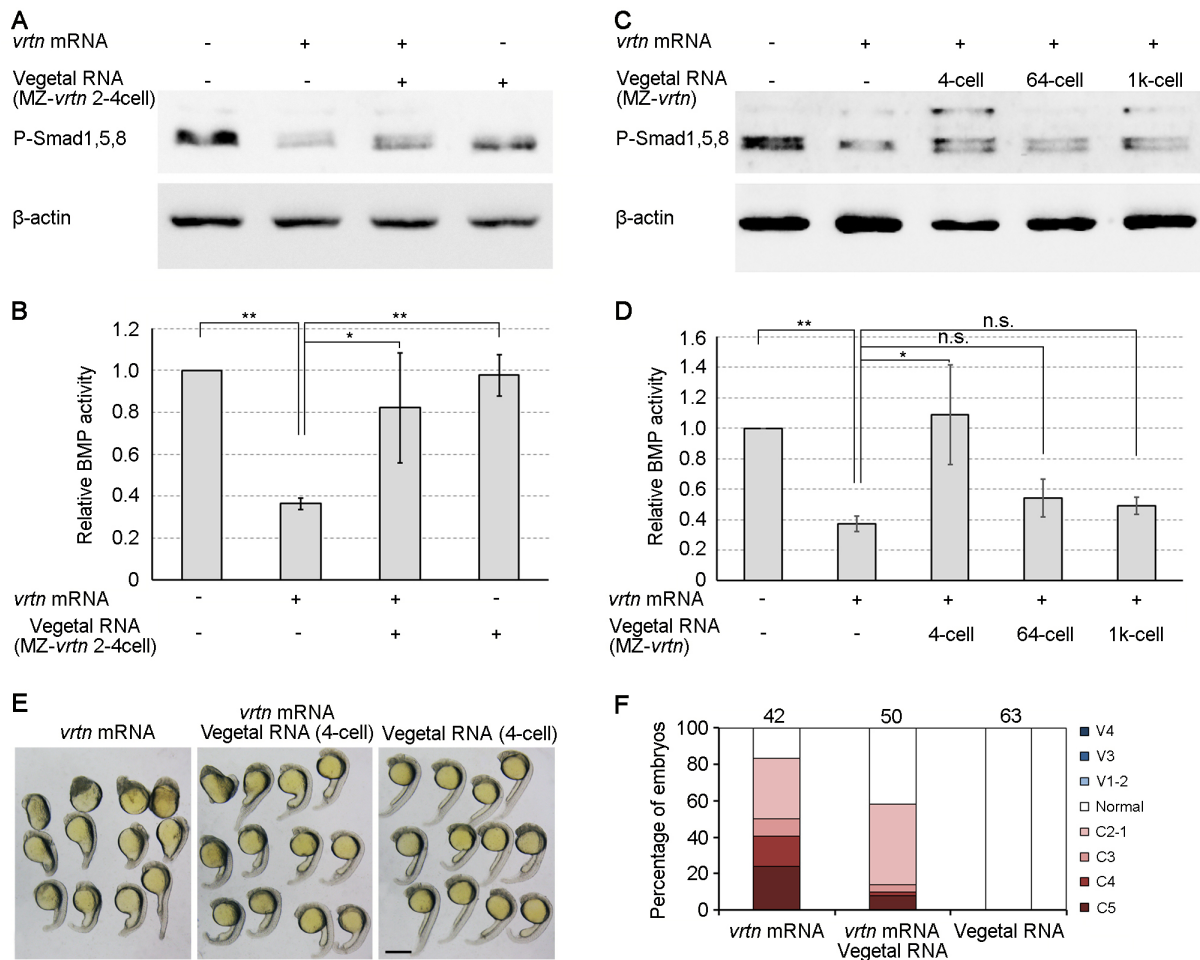 A
vrtn mRNA - + + -
Vegetal RNA - - + +
(MZ-vrtn 2-4cell)
P-Smad1,5,8
β-actin
C
vrtn mRNA - + + + +
Vegetal RNA - - 4-cell 64-cell 1k-cell
(MZ-vrtn)
P-Smad1,5,8
β-actin
B
Relative BMP activity
1.2
1.0
0.8
0.6
0.4
0.2
0
** * **
vrtn mRNA - + + -
Vegetal RNA - - + +
(MZ-vrtn 2-4cell)
D
Relative BMP activity
1.6
1.4
1.2
1.0
0.8
0.6
0.4
0.2
0
n.s.
** n.s.
*
vrtn mRNA - + + + +
Vegetal RNA - - 4-cell 64-cell 1k-cell
(MZ-vrtn)
E
vrtn mRNA
vrtn mRNA
Vegetal RNA (4-cell)
Vegetal RNA (4-cell)
F
Percentage of embryos
100
80
60
40
20
0
42 50 63
vrtn mRNA
vrtn mRNA
Vegetal RNA
Vegetal RNA
V4
V3
V1-2
Normal
C2-1
C3
C4
C5